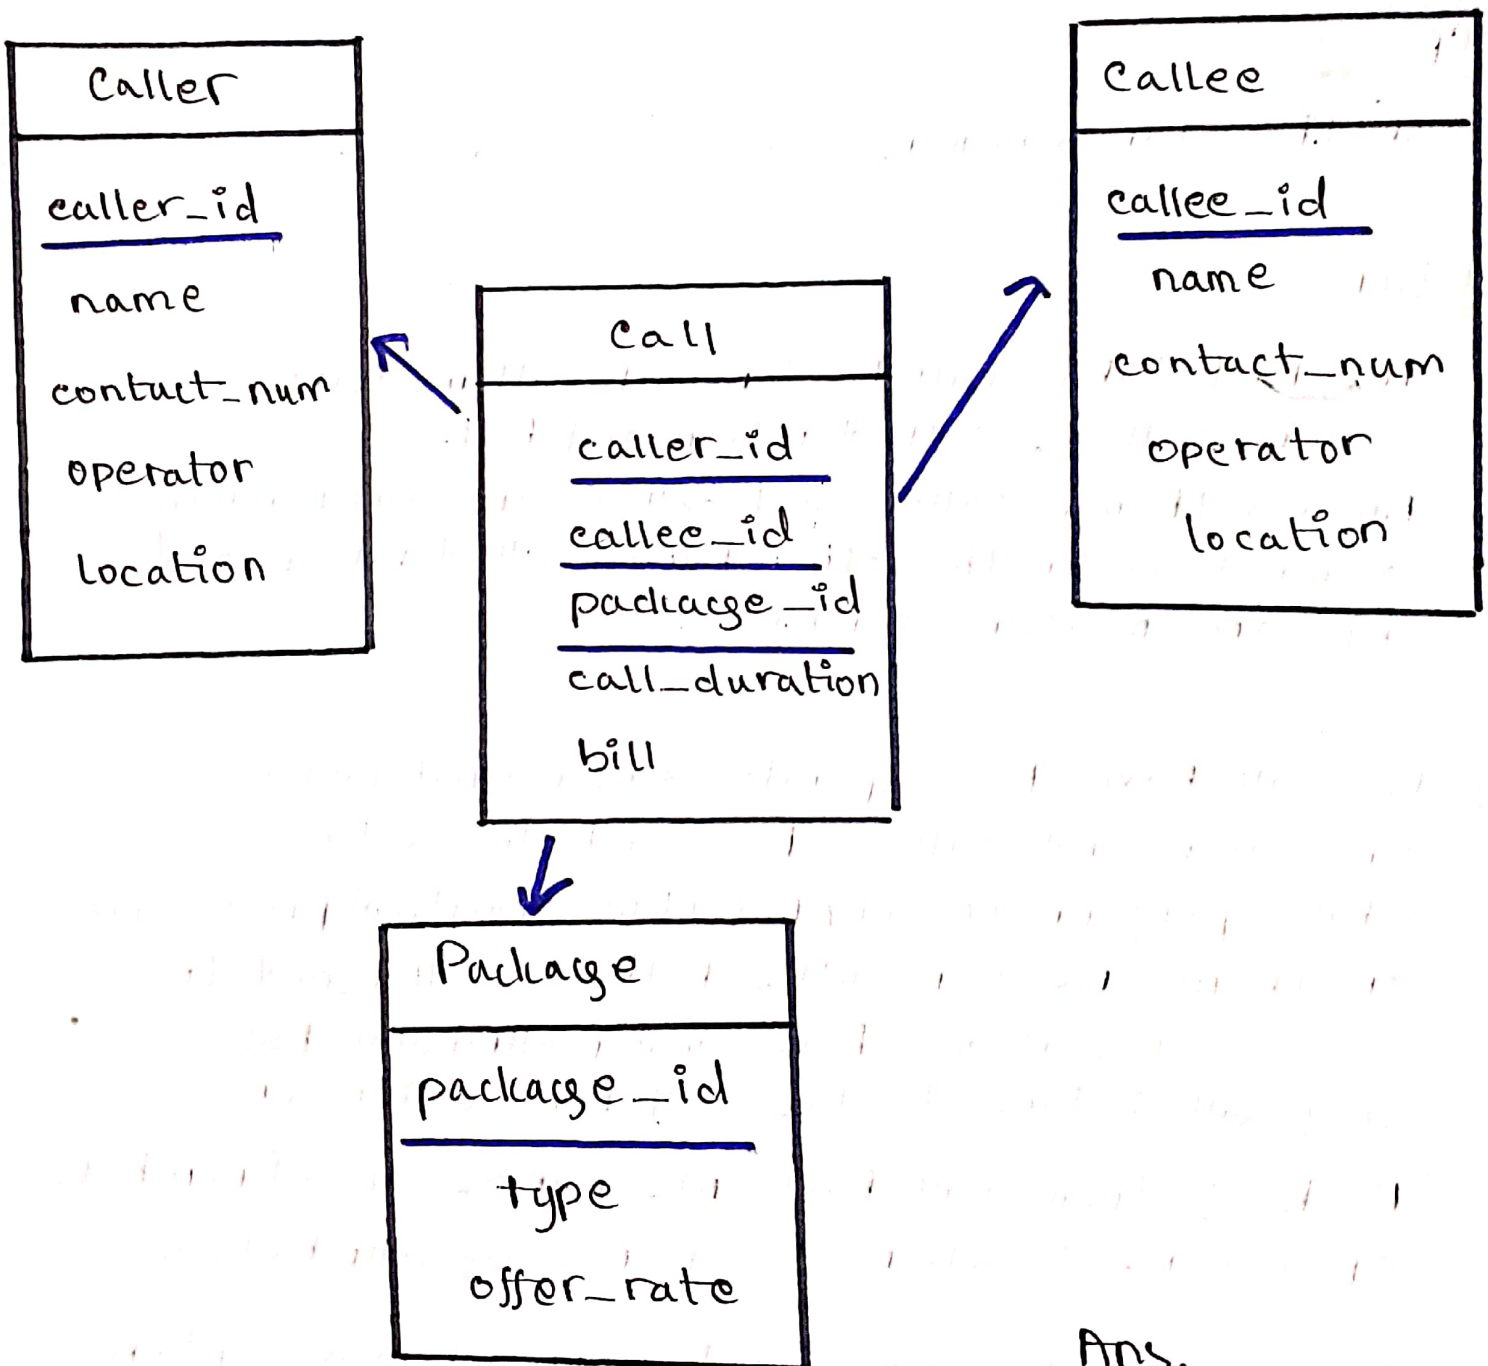 Caller
caller_id
name
contact_num
operator
location
Call
caller_id
callee_id
package_id
call_duration
bill
Callee
callee_id
name
contact_num
operator
location
Package
package_id
type
offer_rate
Ans.